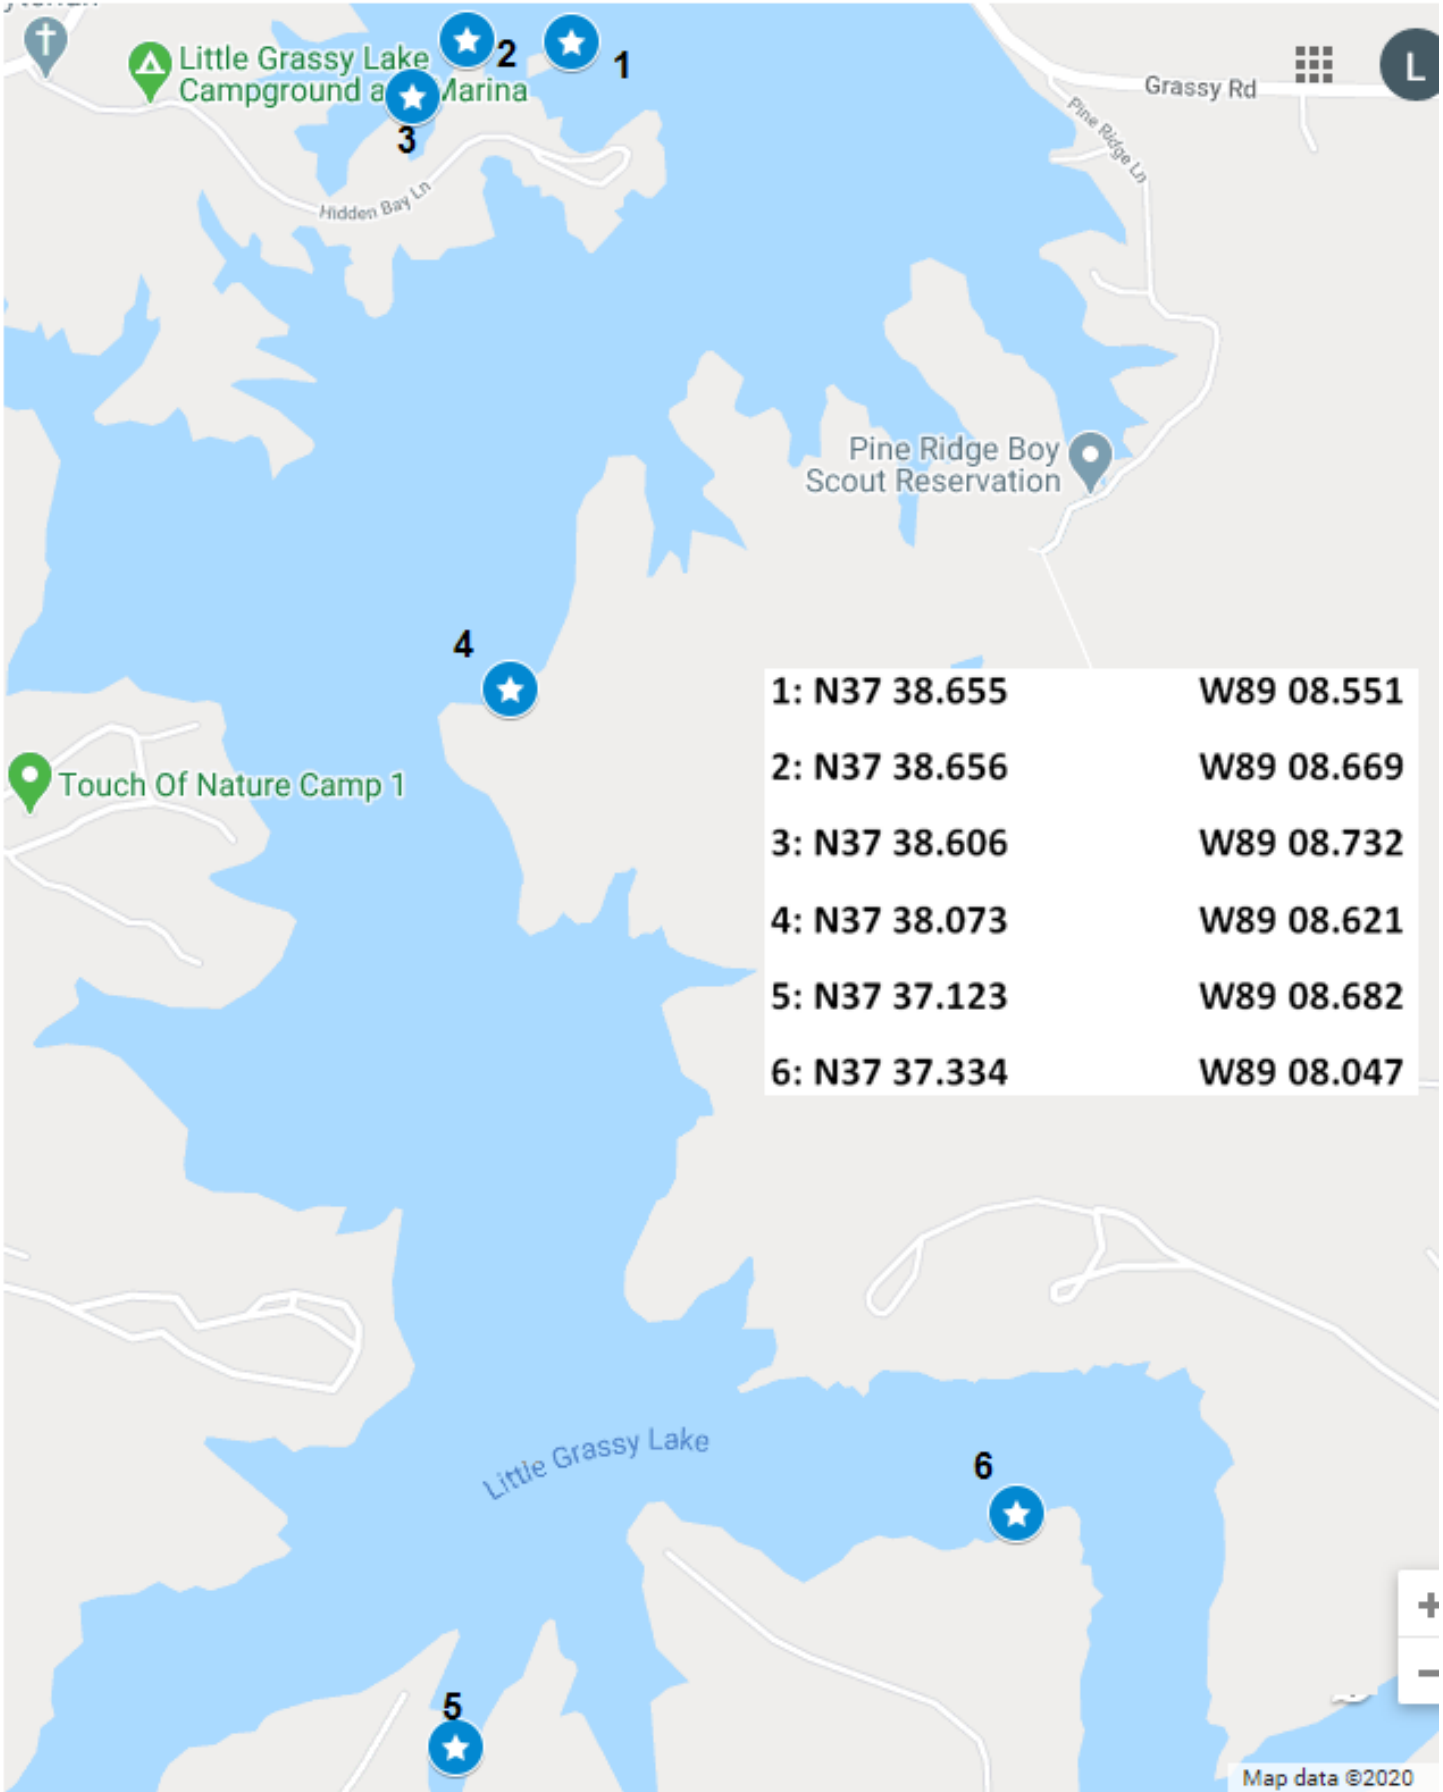 2
1
Little Grassy Lake
Campground a Marina
L
Grassy Rd
3
Pine Ridge Ln
Hidden Bay Ln
Pine Ridge Boy
Scout Reservation
4
1: N37 38.655 W89 08.551
Touch Of Nature Camp 1
2: N37 38.656 W89 08.669
3: N37 38.606 W89 08.732
4: N37 38.073 W89 08.621
5: N37 37.123 W89 08.682
6: N37 37.334 W89 08.047
Little Grassy Lake
6
+
5
−
Map data ©2020